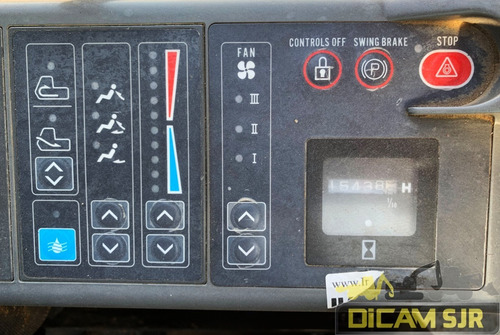 FAN
CONTROLS OFF
SWING BRAKE
STOP
III
II
I
H
1/10
DICAM SJR